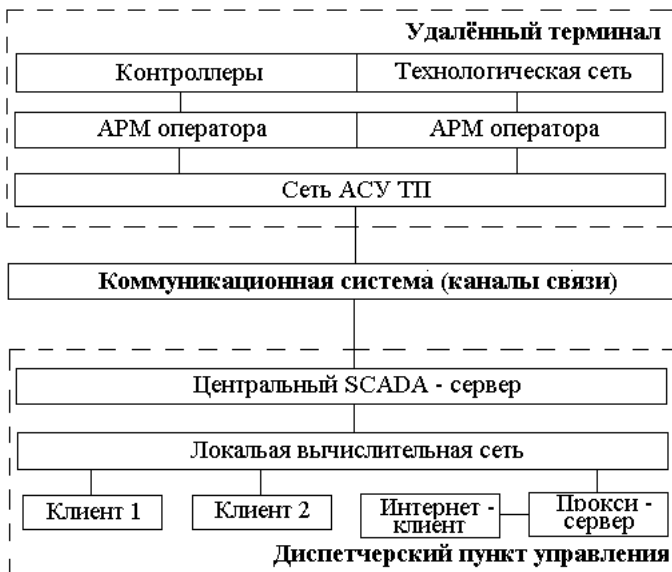 Удалённый терминал
Контроллеры Технологическая сеть
АРМ оператора АРМ оператора
Сеть АСУ ТП
Коммуникационная система (каналы связи)
Центральный SCADA - сервер
Локальая вычислительная сеть
Клиент 1 Клиент 2 Интернет - клиент Прокси - сервер
Диспетчерский пункт управления